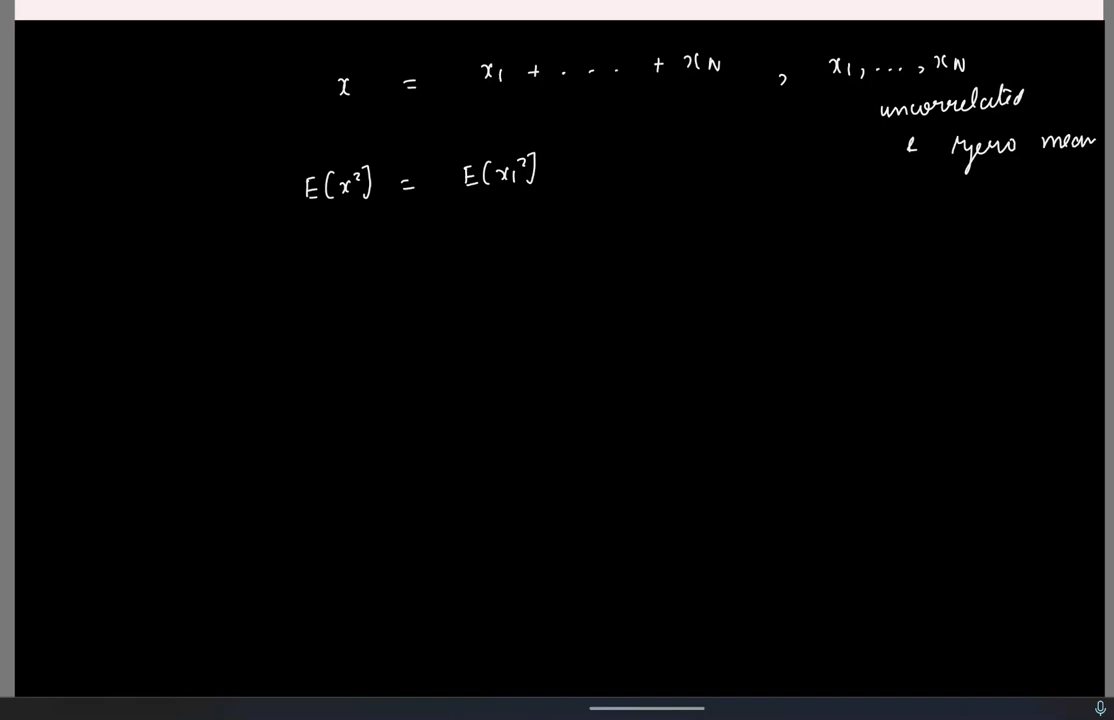 x = x1 + . . . + xN , x1, ... , xN
uncorrelated
& zero mean
E[x²] = E[x1²]